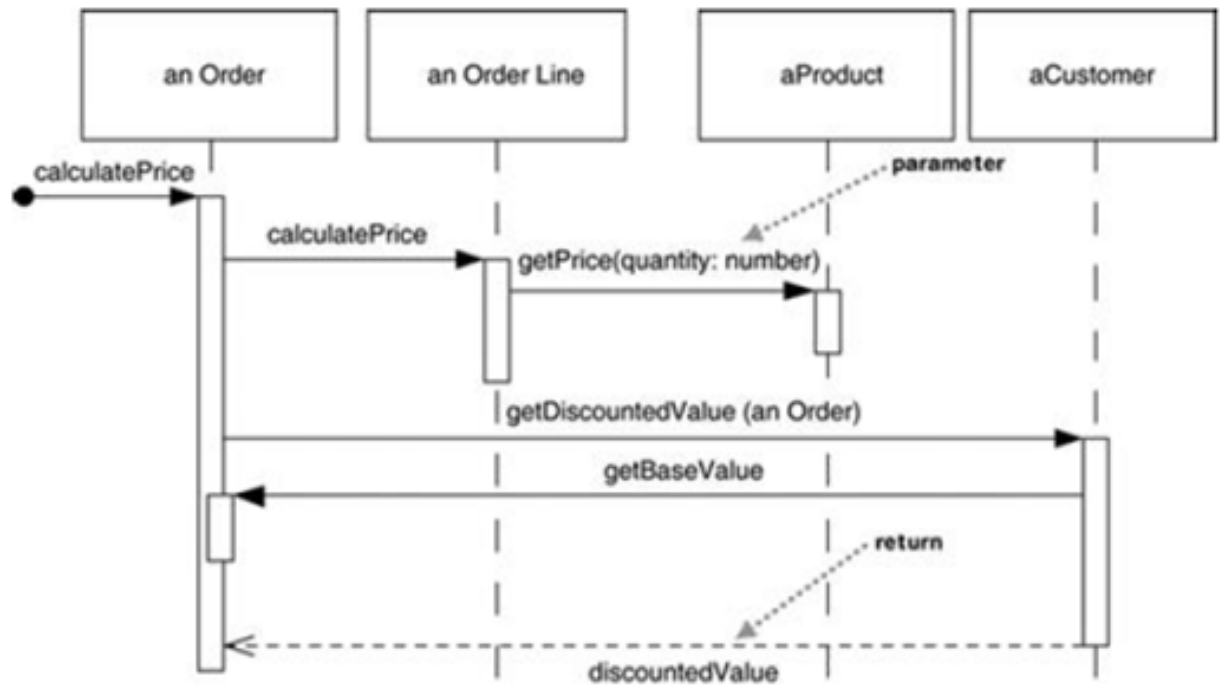 an Order
an Order Line
aProduct
aCustomer
parameter
calculatePrice
calculatePrice
getPrice(quantity: number)
getDiscountedValue (an Order)
getBaseValue
return
discountedValue